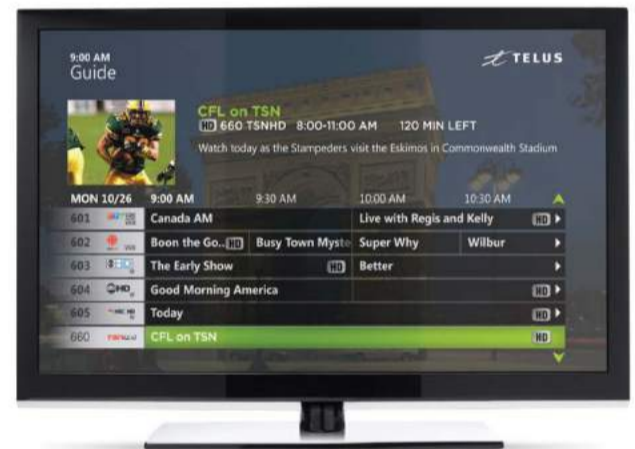 9:00 AM
Guide
TELUS
CFL on TSN
HD 660 TSNHD 8:00-11:00 AM 120 MIN LEFT
Watch today as the Stampeders visit the Eskimos in Commonwealth Stadium
MON 10/26 9:00 AM 9:30 AM 10:00 AM 10:30 AM
601 Canada AM Live with Regis and Kelly HD
602 Boon the Go.. HD Busy Town Myste Super Why Wilbur
603 The Early Show HD Better
604 HD Good Morning America HD
605 Today HD
660 CFL on TSN HD